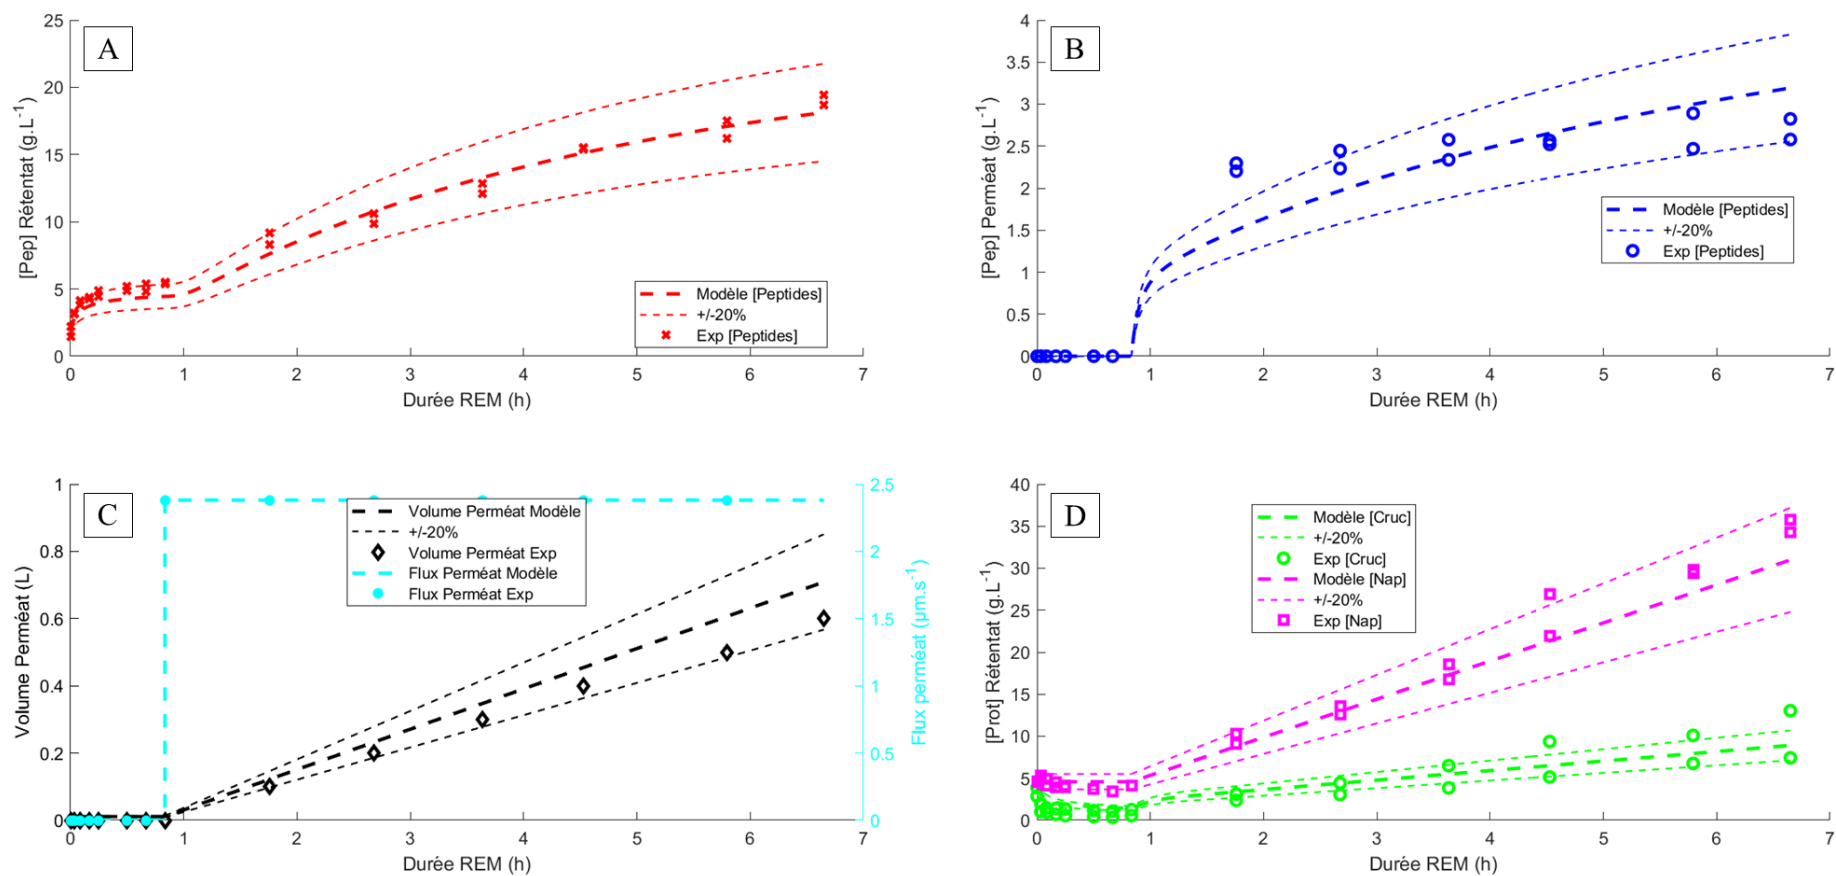 A
[Pep] Rétentat (g.L-1)
25
20
15
10
5
0
0 1 2 3 4 5 6 7
Durée REM (h)
Modèle [Peptides]
+/-20%
Exp [Peptides]
B
[Pep] Perméat (g.L-1)
4
3.5
3
2.5
2
1.5
1
0.5
0
0 1 2 3 4 5 6 7
Durée REM (h)
Modèle [Peptides]
+/-20%
Exp [Peptides]
C
Volume Perméat (L)
1
0.8
0.6
0.4
0.2
0
0 1 2 3 4 5 6 7
Durée REM (h)
2.5
2
1.5
1
0.5
0
Flux perméat (μm.s-1)
Volume Perméat Modèle
+/-20%
Volume Perméat Exp
Flux Perméat Modèle
Flux Perméat Exp
D
[Prot] Rétentat (g.L-1)
40
35
30
25
20
15
10
5
0
0 1 2 3 4 5 6 7
Durée REM (h)
Modèle [Cruc]
+/-20%
Exp [Cruc]
Modèle [Nap]
+/-20%
Exp [Nap]